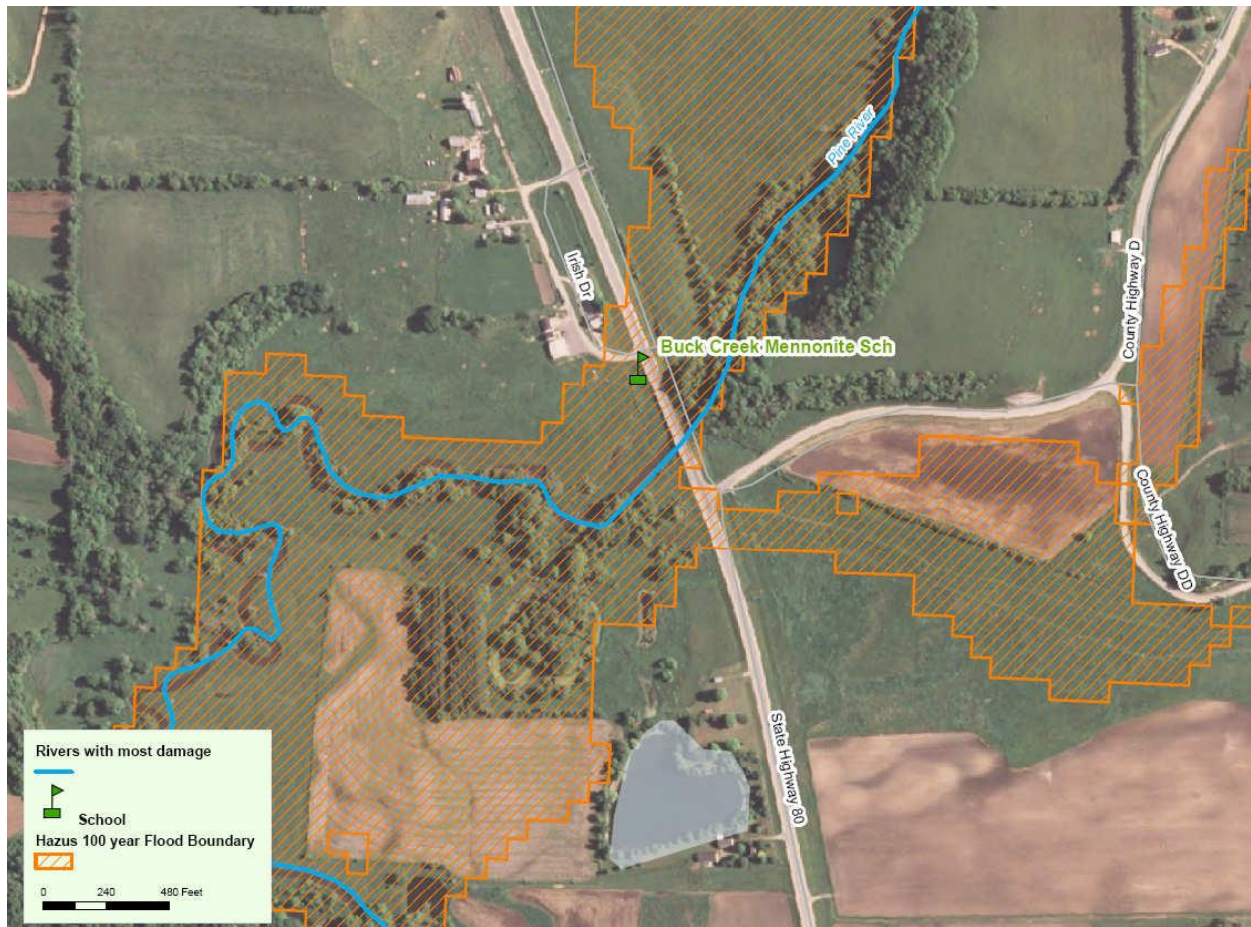 Pine River
Irish Dr
County Highway D
Buck Creek Mennonite Sch
County Highway DD
State Highway 80
Rivers with most damage
School
Hazus 100 year Flood Boundary
0 240 480 Feet